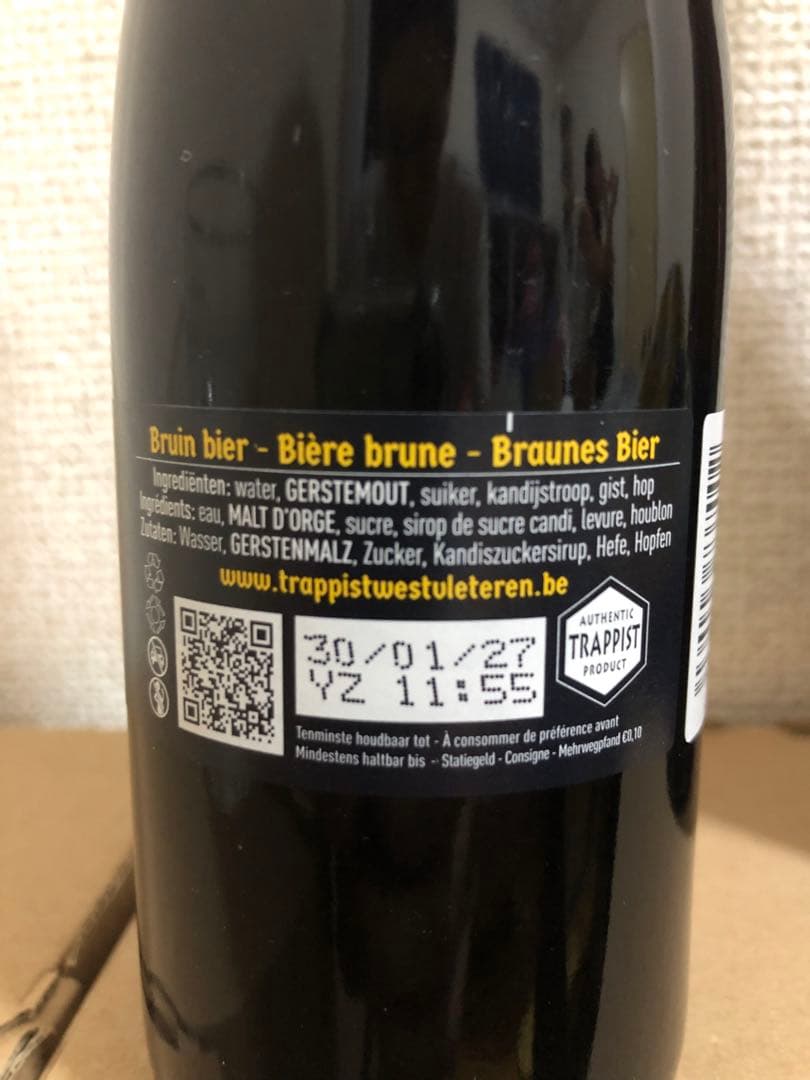 Bruin bier - Bière brune - Braunes Bier
Ingrediënten: water, GERSTEMOUT, suiker, kandijstroop, gist, hop
Ingrédients: eau, MALT D'ORGE, sucre, sirop de sucre candi, levure, houblon
Zutaten: Wasser, GERSTENMALZ, Zucker, Kandiszuckersirup, Hefe, Hopfen
www.trappistwestvleteren.be
30/01/27
YZ 11:55
AUTHENTIC
TRAPPIST
PRODUCT
Tenminste houdbaar tot - À consommer de préférence avant
Mindestens haltbar bis - Statiegeld - Consigne - Mehrwegpfand €0,10